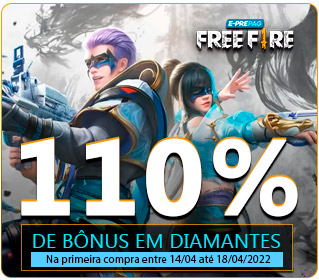 E-PREPAG
FREE FIRE
110%
DE BÔNUS EM DIAMANTES
Na primeira compra entre 14/04 até 18/04/2022